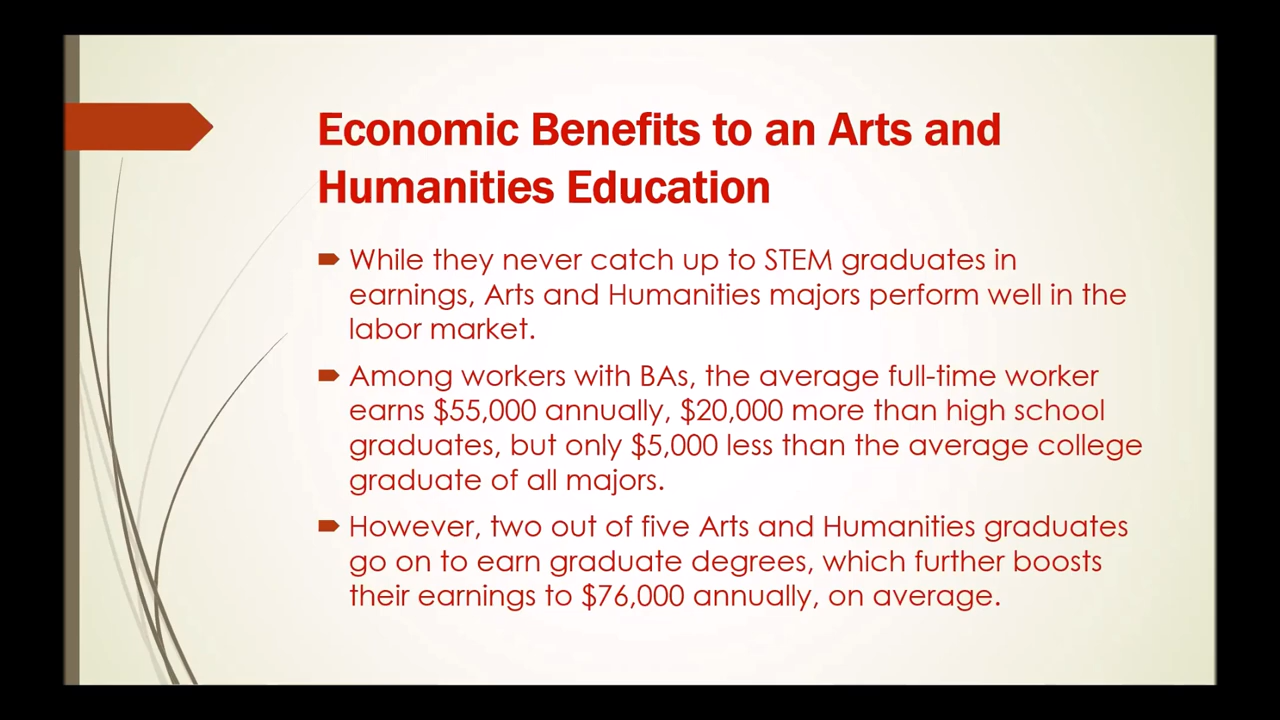 Economic Benefits to an Arts and
Humanities Education
While they never catch up to STEM graduates in
earnings, Arts and Humanities majors perform well in the
labor market.
Among workers with BAs, the average full-time worker
earns $55,000 annually, $20,000 more than high school
graduates, but only $5,000 less than the average college
graduate of all majors.
However, two out of five Arts and Humanities graduates
go on to earn graduate degrees, which further boosts
their earnings to $76,000 annually, on average.